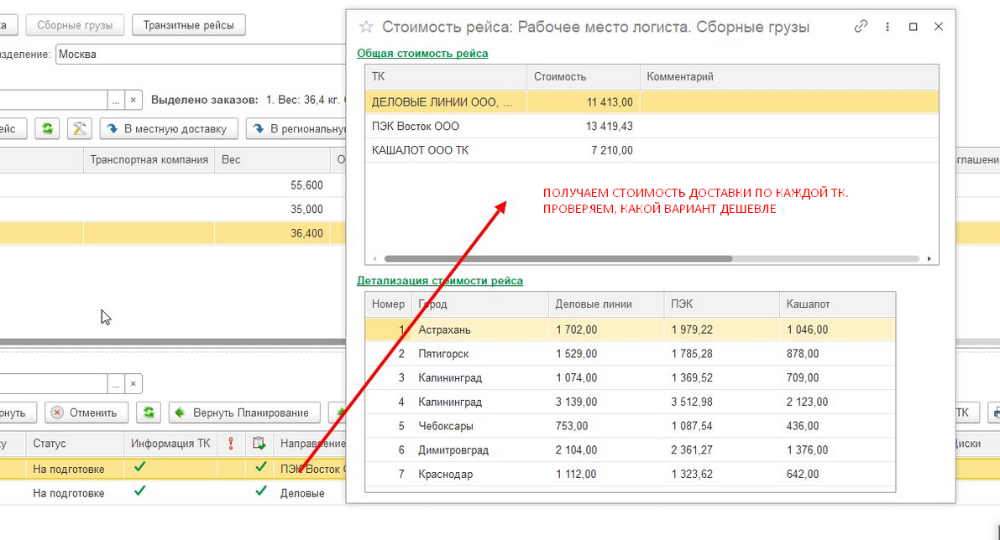 Сборные грузы Транзитные рейсы
Москва
... × Выделено заказов: 1. Вес: 36,4 кг.
В местную доставку
Транспортная компания Вес
55,600
35,000
36,400
Стоимость рейса: Рабочее место логиста. Сборные грузы
Общая стоимость рейса
ТК Стоимость Комментарий
ДЕЛОВЫЕ ЛИНИИ ООО, ... 11 413,00
ПЭК Восток ООО 13 419,43
КАШАЛОТ ООО ТК 7 210,00
ПОЛУЧАЕМ СТОИМОСТЬ ДОСТАВКИ ПО КАЖДОЙ ТК.
ПРОВЕРЯЕМ, КАКОЙ ВАРИАНТ ДЕШЕВЛЕ
Детализация стоимости рейса
Номер Город Деловые линии ПЭК Кашалот
1 Астрахань 1 702,00 1 979,22 1 046,00
2 Пятигорск 1 529,00 1 785,28 878,00
3 Калининград 1 074,00 1 369,52 709,00
4 Калининград 3 139,00 3 512,98 2 123,00
5 Чебоксары 753,00 1 087,54 436,00
6 Димитровград 2 104,00 2 361,27 1 376,00
7 Краснодар 1 112,00 1 323,62 642,00
... ×
Отменить Вернуть Планирование ТК
Статус Информация ТК Направление
На подготовке ПЭК Восток
На подготовке Деловые